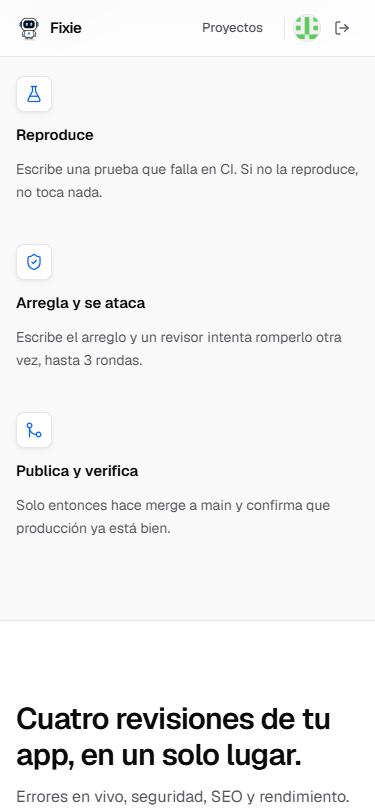 Fixie
Proyectos
Reproduce
Escribe una prueba que falla en CI. Si no la reproduce,
no toca nada.
Arregla y se ataca
Escribe el arreglo y un revisor intenta romperlo otra
vez, hasta 3 rondas.
Publica y verifica
Solo entonces hace merge a main y confirma que
producción ya está bien.
Cuatro revisiones de tu
app, en un solo lugar.
Errores en vivo, seguridad, SEO y rendimiento.